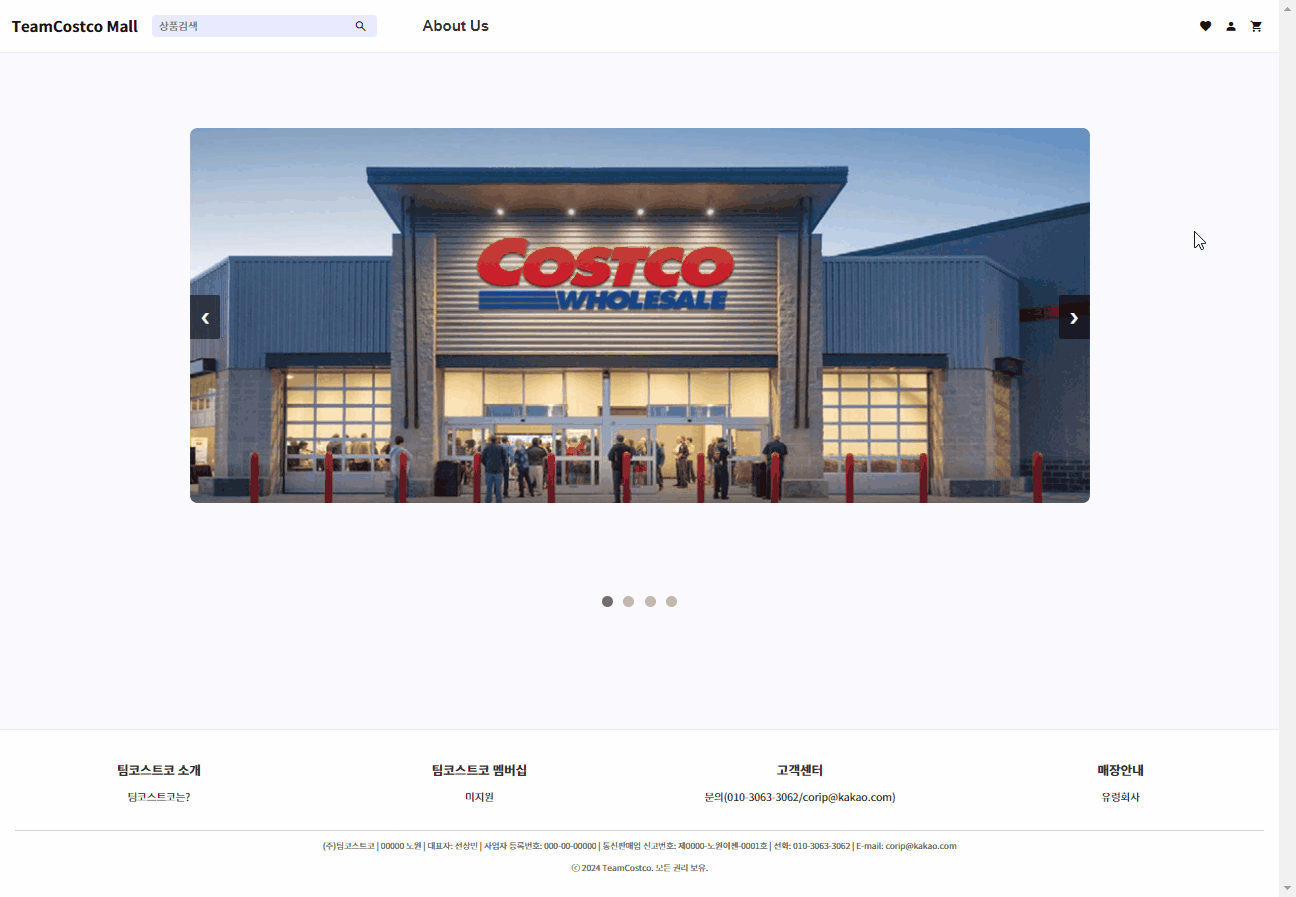 TeamCostco Mall
상품검색
About Us
COSTCO
WHOLESALE
‹ ›
팀코스트코 소개 팀코스트코 멤버십 고객센터 매장안내
팀코스트코는? 미지원 문의(010-3063-3062/corip@kakao.com) 유령회사
(주)팀코스트코 | 00000 노원 | 대표자: 선상민 | 사업자 등록번호: 000-00-00000 | 통신판매업 신고번호: 제0000-노원이젠-0001호 | 전화: 010-3063-3062 | E-mail: corip@kakao.com
ⓒ 2024 TeamCostco. 모든 권리 보유.